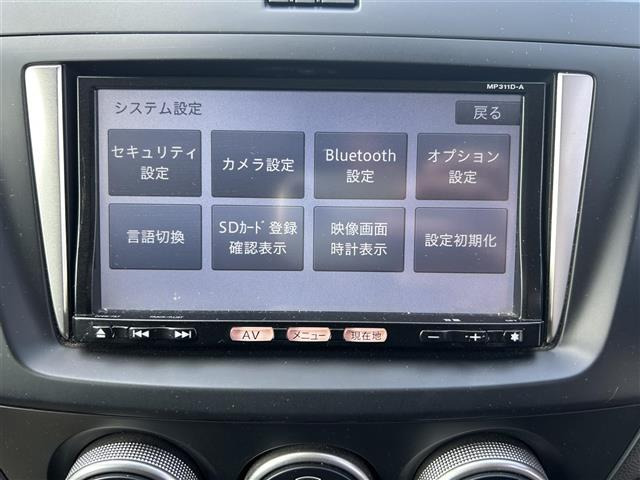 MP311D-A
システム設定
戻る
セキュリティ
設定
カメラ設定
Bluetooth
設定
オプション
設定
言語切換
SDｶｰﾄﾞ登録
確認表示
映像画面
時計表示
設定初期化
AV
メニュー
現在地